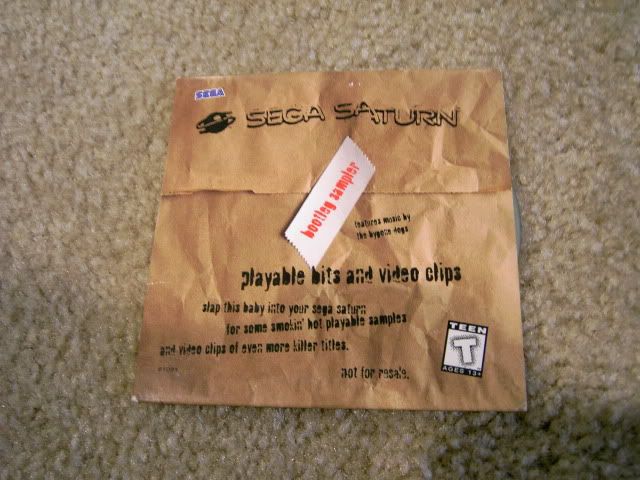 SEGA
SEGA SATURN
bootleg sampler
features music by
the bygone dogs
playable bits and video clips
slap this baby into your sega saturn
for some smokin' hot playable samples
and video clips of even more killer titles.
not for resale.
TEEN
T
AGES 13+